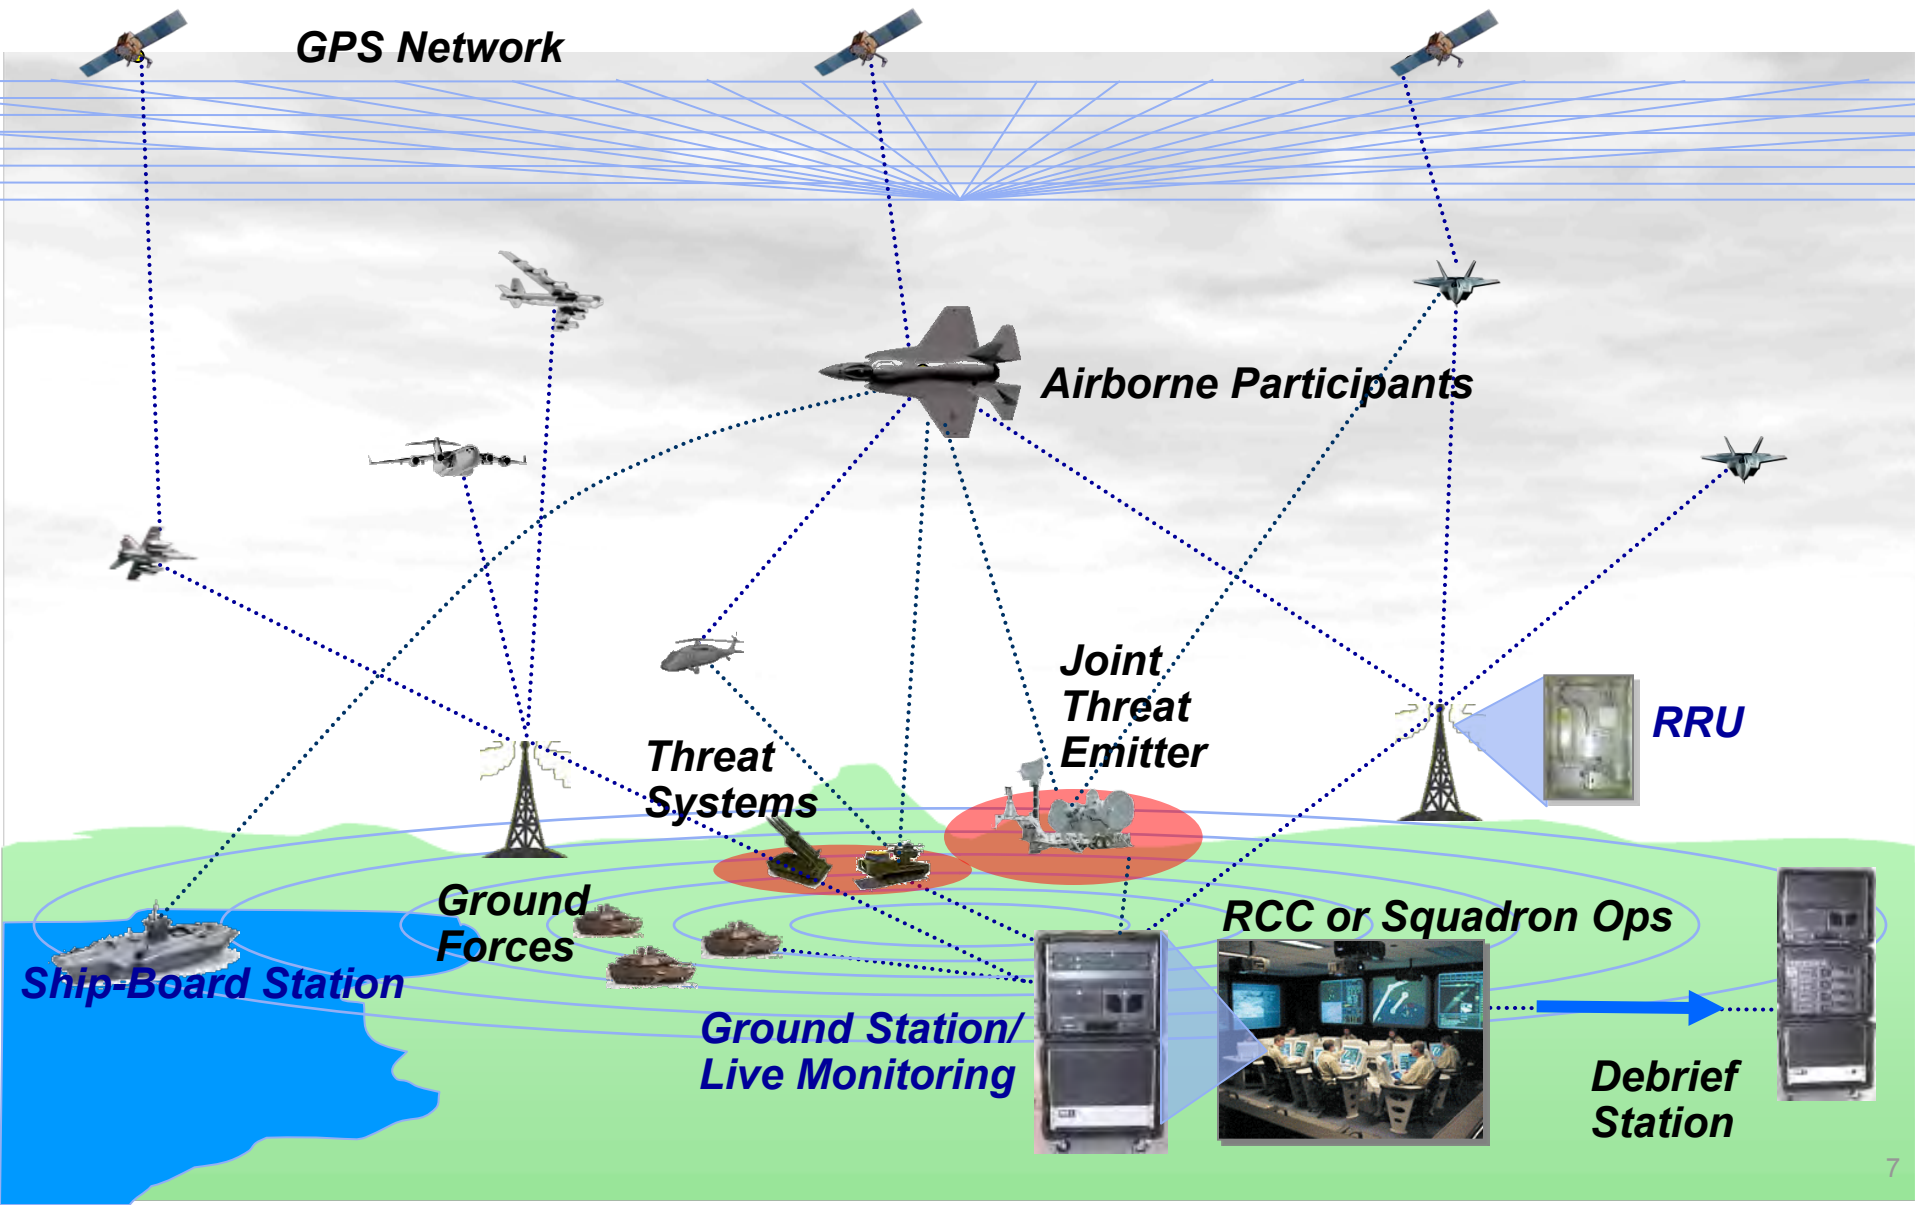 GPS Network
Airborne Participants
Joint
Threat
Emitter
RRU
Threat
Systems
Ground
Forces
RCC or Squadron Ops
Ship-Board Station
Ground Station/
Live Monitoring
Debrief
Station
7